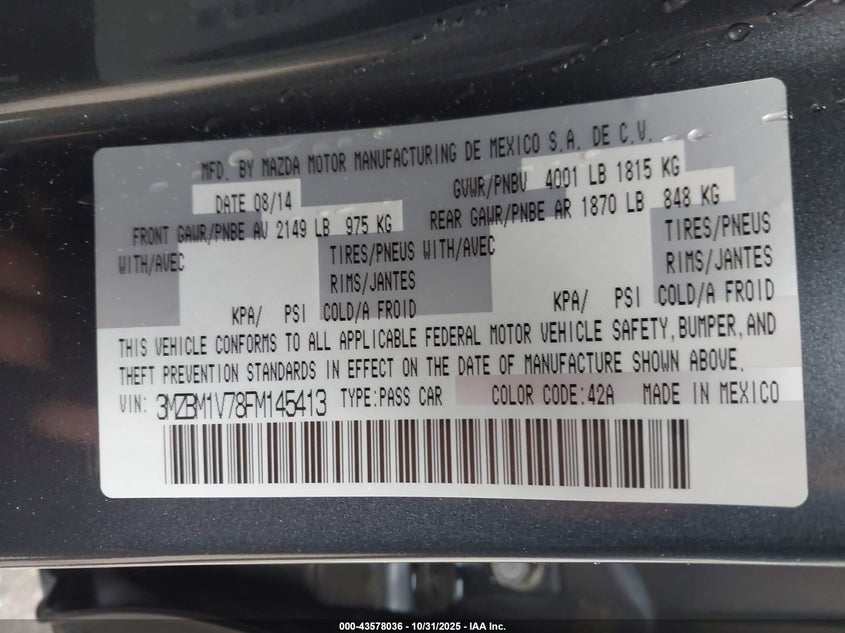 MFD. BY MAZDA MOTOR MANUFACTURING DE MEXICO S.A. DE C.V.
DATE 08/14 GVWR/PNBV 4001 LB 1815 KG
FRONT GAWR/PNBE AV 2149 LB 975 KG REAR GAWR/PNBE AR 1870 LB 848 KG
WITH/AVEC TIRES/PNEUS WITH/AVEC TIRES/PNEUS
RIMS/JANTES RIMS/JANTES
KPA/ PSI COLD/A FROID KPA/ PSI COLD/A FROID
THIS VEHICLE CONFORMS TO ALL APPLICABLE FEDERAL MOTOR VEHICLE SAFETY, BUMPER, AND
THEFT PREVENTION STANDARDS IN EFFECT ON THE DATE OF MANUFACTURE SHOWN ABOVE.
VIN: 3MZBM1V78FM145413 TYPE:PASS CAR COLOR CODE:42A MADE IN MEXICO
000-43578036 - 10/31/2025 - IAA Inc.